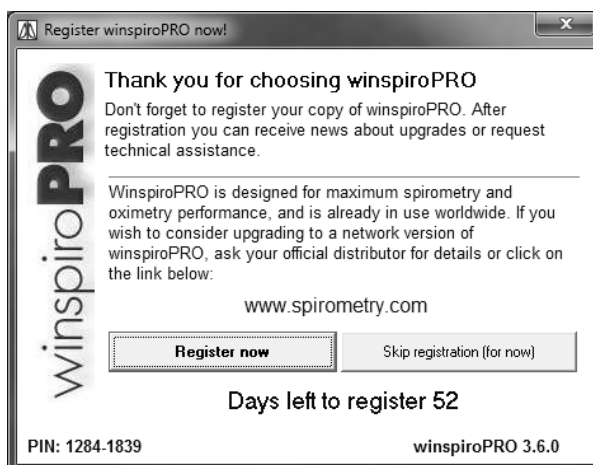 Register winspiroPRO now!
x
winspiroPRO
Thank you for choosing winspiroPRO
Don't forget to register your copy of winspiroPRO. After
registration you can receive news about upgrades or request
technical assistance.
WinspiroPRO is designed for maximum spirometry and
oximetry performance, and is already in use worldwide. If you
wish to consider upgrading to a network version of
winspiroPRO, ask your official distributor for details or click on
the link below:
www.spirometry.com
Register now
Skip registration (for now)
Days left to register 52
PIN: 1284-1839
winspiroPRO 3.6.0